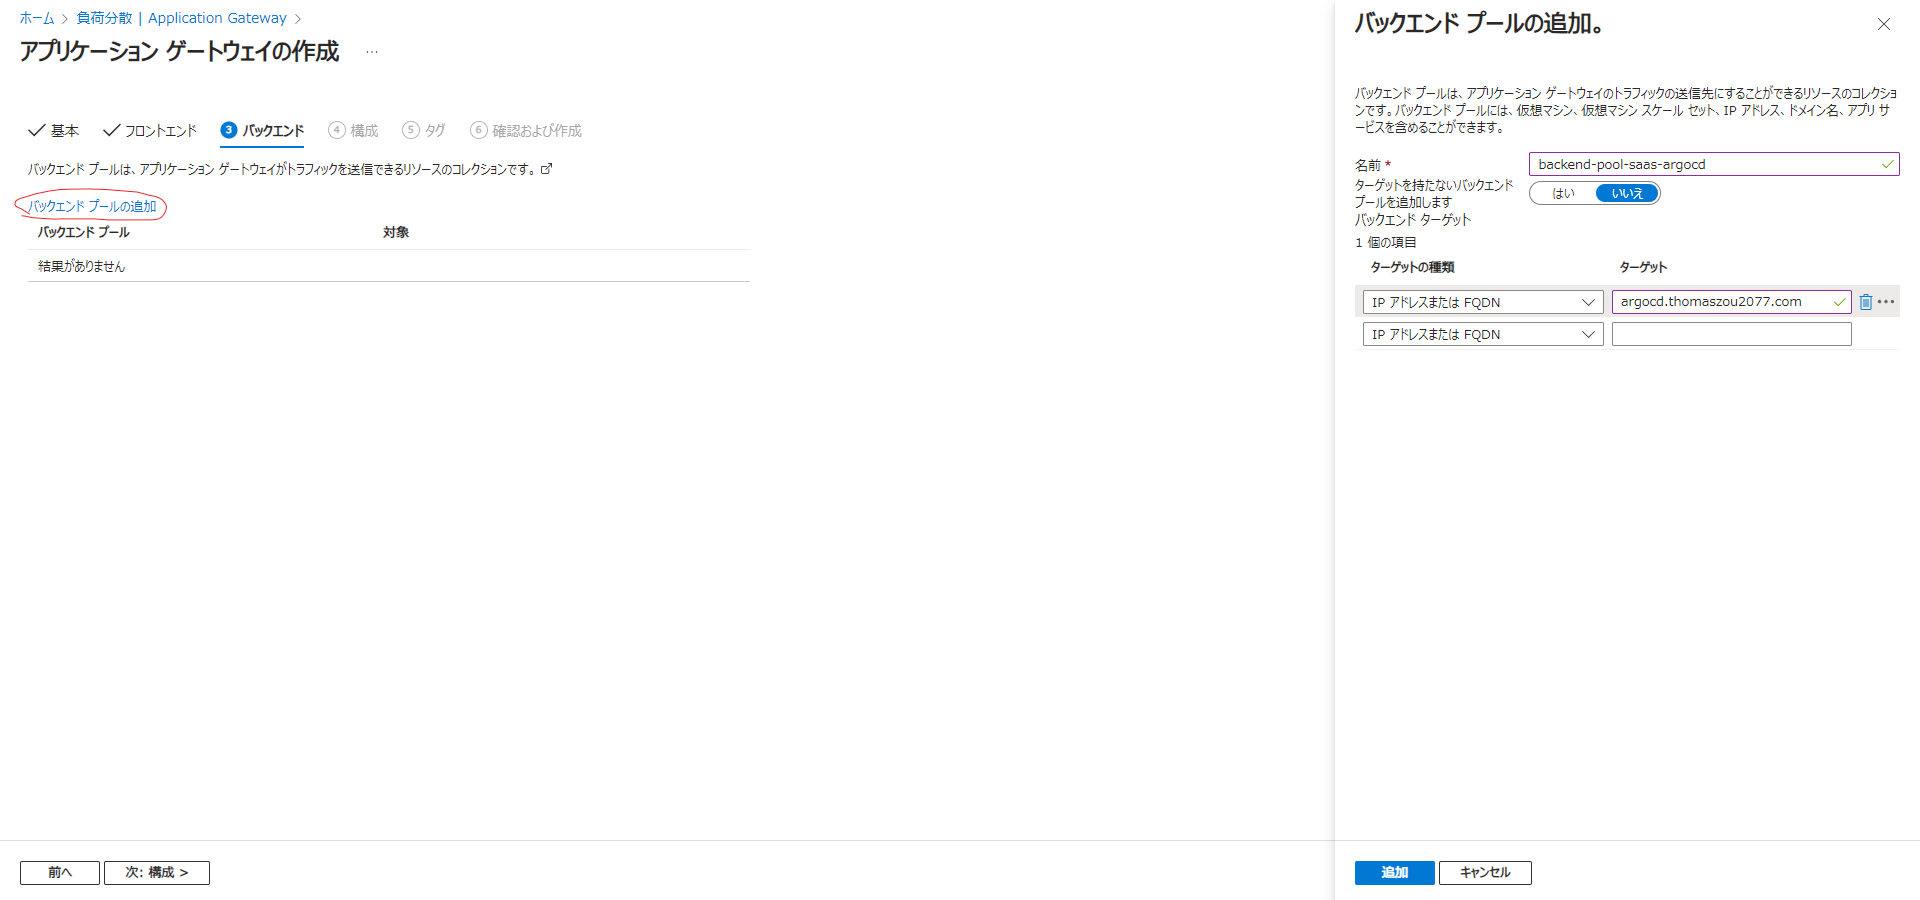 ホーム > 負荷分散 | Application Gateway >
アプリケーション ゲートウェイの作成 …
基本 フロントエンド 3 バックエンド 4 構成 5 タグ 6 確認および作成
バックエンド プールは、アプリケーション ゲートウェイがトラフィックを送信できるリソースのコレクションです。
バックエンド プールの追加
バックエンド プール 対象
結果がありません
前へ 次: 構成 >
バックエンド プールの追加。
バックエンド プールは、アプリケーション ゲートウェイのトラフィックの送信先にすることができるリソースのコレクショ
ンです。バックエンド プールには、仮想マシン、仮想マシン スケール セット、IP アドレス、ドメイン名、アプリ サ
ービスを含めることができます。
名前 * backend-pool-saas-argocd
ターゲットを持たないバックエンド
プールを追加します
はい いいえ
バックエンド ターゲット
1 個の項目
ターゲットの種類 ターゲット
IP アドレスまたは FQDN argocd.thomaszou2077.com
IP アドレスまたは FQDN
追加 キャンセル